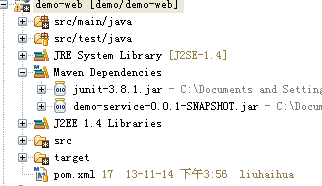 demo-web [demo/demo-web]
src/main/java
src/test/java
JRE System Library [J2SE-1.4]
Maven Dependencies
junit-3.8.1.jar - C:\Documents and Setting
demo-service-0.0.1-SNAPSHOT.jar - C:\Docu
J2EE 1.4 Libraries
src
target
pom.xml 17 13-11-14 下午3:56 liuhaihua